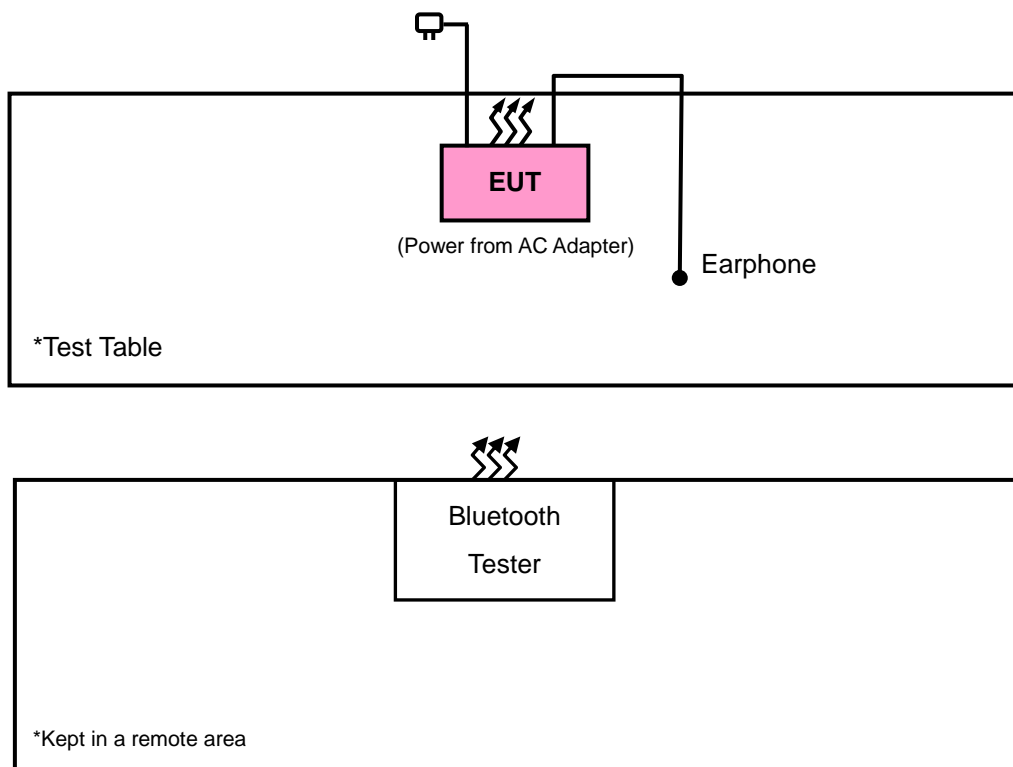 EUT
(Power from AC Adapter)
Earphone
*Test Table
Bluetooth
Tester
*Kept in a remote area